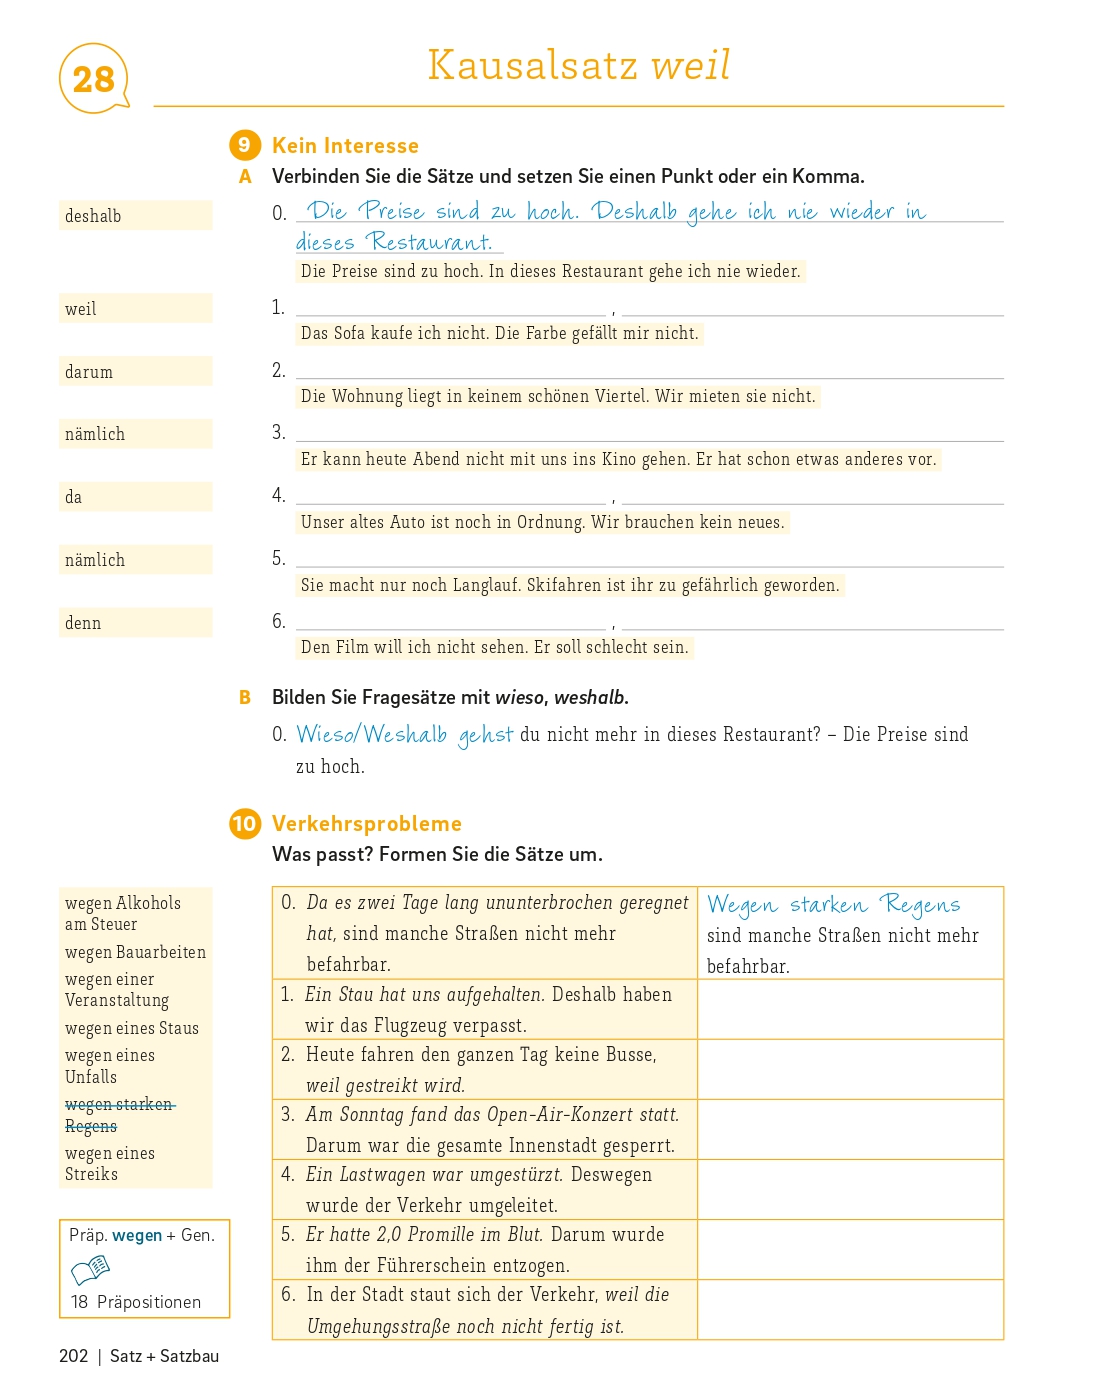 28
Kausalsatz weil
9 Kein Interesse
A Verbinden Sie die Sätze und setzen Sie einen Punkt oder ein Komma.
deshalb
0. Die Preise sind zu hoch. Deshalb gehe ich nie wieder in
dieses Restaurant.
Die Preise sind zu hoch. In dieses Restaurant gehe ich nie wieder.
weil
1. ,
Das Sofa kaufe ich nicht. Die Farbe gefällt mir nicht.
darum
2.
Die Wohnung liegt in keinem schönen Viertel. Wir mieten sie nicht.
nämlich
3.
Er kann heute Abend nicht mit uns ins Kino gehen. Er hat schon etwas anderes vor.
da
4. ,
Unser altes Auto ist noch in Ordnung. Wir brauchen kein neues.
nämlich
5.
Sie macht nur noch Langlauf. Skifahren ist ihr zu gefährlich geworden.
denn
6. ,
Den Film will ich nicht sehen. Er soll schlecht sein.
B Bilden Sie Fragesätze mit wieso, weshalb.
0. Wieso/Weshalb gehst du nicht mehr in dieses Restaurant? – Die Preise sind
zu hoch.
10 Verkehrsprobleme
Was passt? Formen Sie die Sätze um.
wegen Alkohols
am Steuer
wegen Bauarbeiten
wegen einer
Veranstaltung
wegen eines Staus
wegen eines
Unfalls
wegen starken
Regens
wegen eines
Streiks
0. Da es zwei Tage lang ununterbrochen geregnet
hat, sind manche Straßen nicht mehr
befahrbar.
Wegen starken Regens
sind manche Straßen nicht mehr
befahrbar.
1. Ein Stau hat uns aufgehalten. Deshalb haben
wir das Flugzeug verpasst.
2. Heute fahren den ganzen Tag keine Busse,
weil gestreikt wird.
3. Am Sonntag fand das Open-Air-Konzert statt.
Darum war die gesamte Innenstadt gesperrt.
4. Ein Lastwagen war umgestürzt. Deswegen
wurde der Verkehr umgeleitet.
5. Er hatte 2,0 Promille im Blut. Darum wurde
ihm der Führerschein entzogen.
6. In der Stadt staut sich der Verkehr, weil die
Umgehungsstraße noch nicht fertig ist.
Präp. wegen + Gen.
18 Präpositionen
202 | Satz + Satzbau